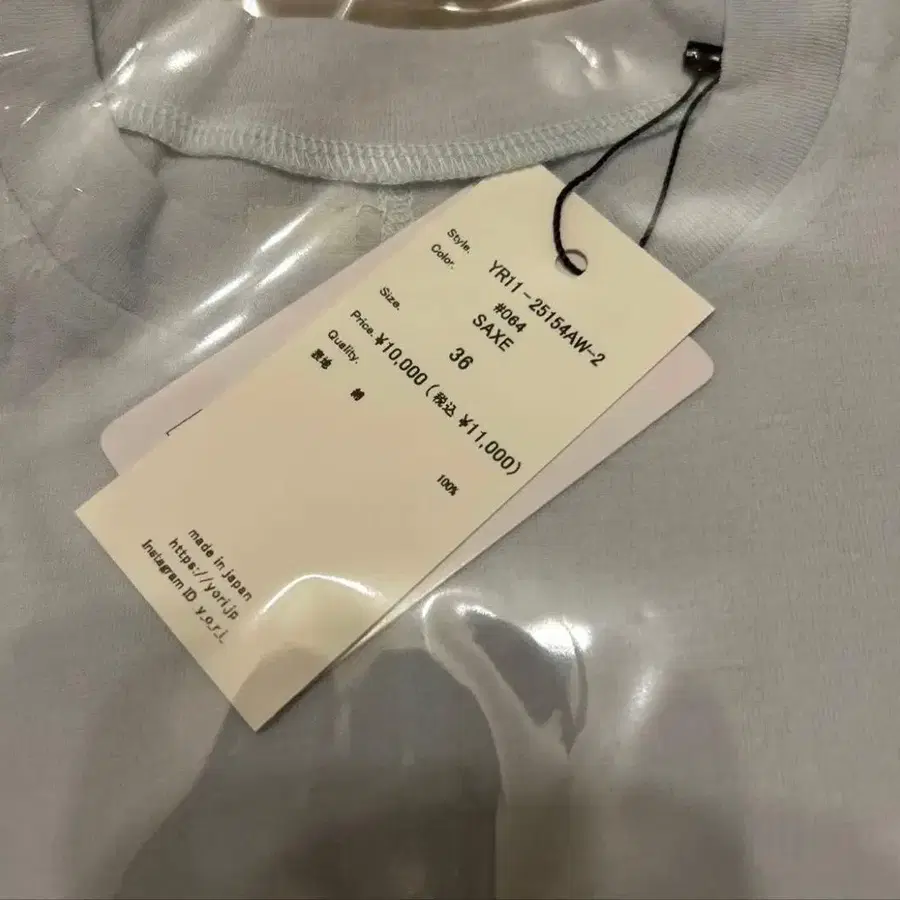 Style. YR11-25154AW-2
Color. #064
SAXE
Size. 36
Price. ¥10,000 (税込 ¥11,000)
Quality.
表地 綿 100%
made in japan
https://yori.jp
Instagram ID y_o_r_i_